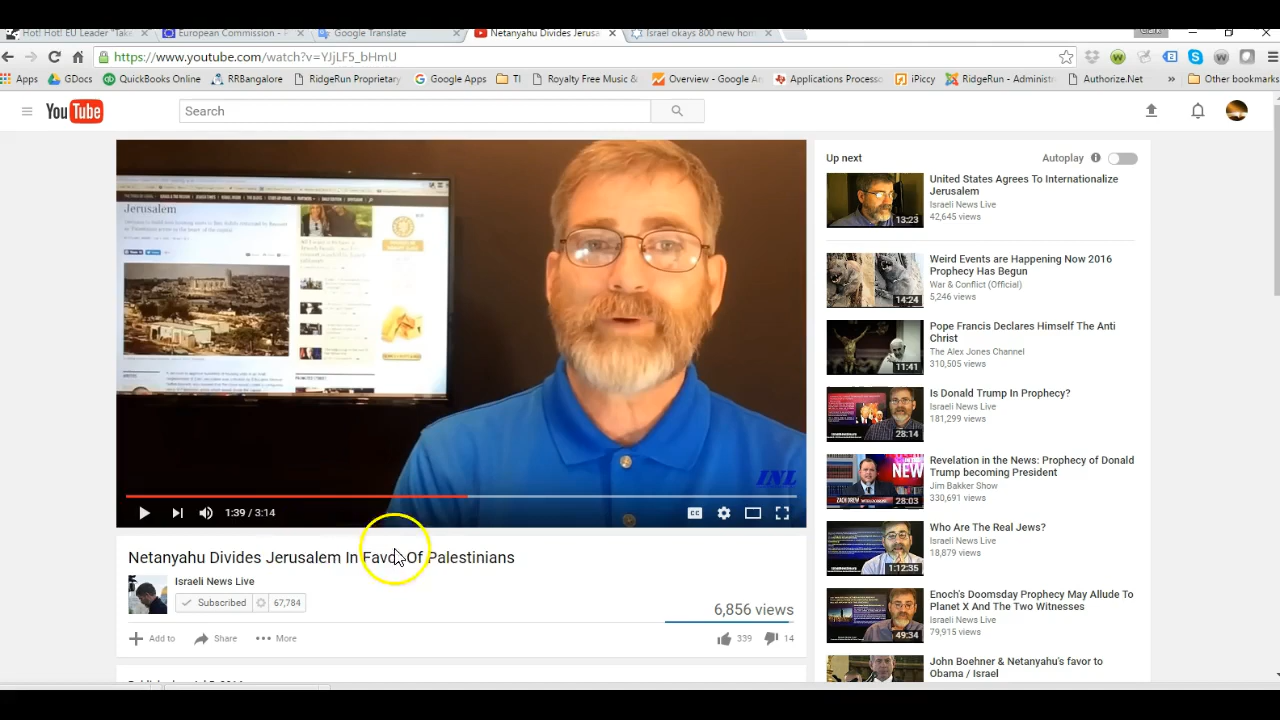 Hot! Hot! EU Leader "Take
European Commission - P
Google Translate
Netanyahu Divides Jerusa
Israel okays 800 new hom
https://www.youtube.com/watch?v=YJjLF5_bHmU
Apps
GDocs
QuickBooks Online
RRBangalore
RidgeRun Proprietary
Google Apps
TI
Royalty Free Music &
Overview - Google An
Applications Processo
iPiccy
RidgeRun - Administr
Authorize.Net
»
Other bookmarks
YouTube
Search
Jerusalem
INL
1:39 / 3:14
CC
Netanyahu Divides Jerusalem In Favor Of Palestinians
Israeli News Live
Subscribed 67,784
6,856 views
Add to
Share
More
339
14
Up next
Autoplay
United States Agrees To Internationalize
Jerusalem
Israeli News Live
42,645 views
13:23
Weird Events are Happening Now 2016
Prophecy Has Begun
War & Conflict (Official)
5,246 views
14:24
Pope Francis Declares Himself The Anti
Christ
The Alex Jones Channel
310,505 views
11:41
Is Donald Trump In Prophecy?
Israeli News Live
181,299 views
28:14
Revelation in the News: Prophecy of Donald
Trump becoming President
Jim Bakker Show
330,691 views
28:03
Who Are The Real Jews?
Israeli News Live
18,879 views
1:12:35
Enoch's Doomsday Prophecy May Allude To
Planet X And The Two Witnesses
Israeli News Live
79,915 views
49:34
John Boehner & Netanyahu's favor to
Obama / Israel